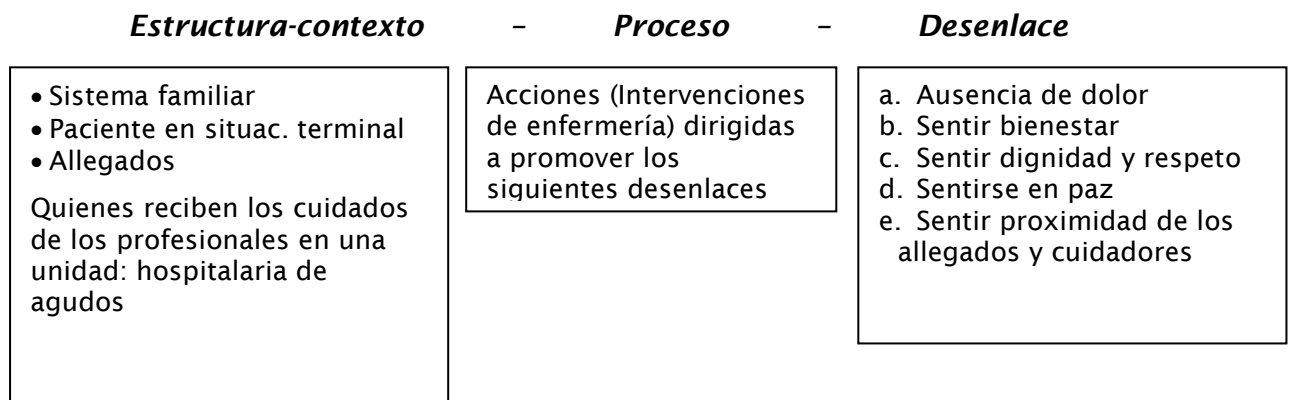 Estructura-contexto – Proceso – Desenlace
• Sistema familiar
• Paciente en situac. terminal
• Allegados
Quienes reciben los cuidados
de los profesionales en una
unidad: hospitalaria de
agudos
Acciones (Intervenciones
de enfermería) dirigidas
a promover los
siguientes desenlaces
a. Ausencia de dolor
b. Sentir bienestar
c. Sentir dignidad y respeto
d. Sentirse en paz
e. Sentir proximidad de los
allegados y cuidadores